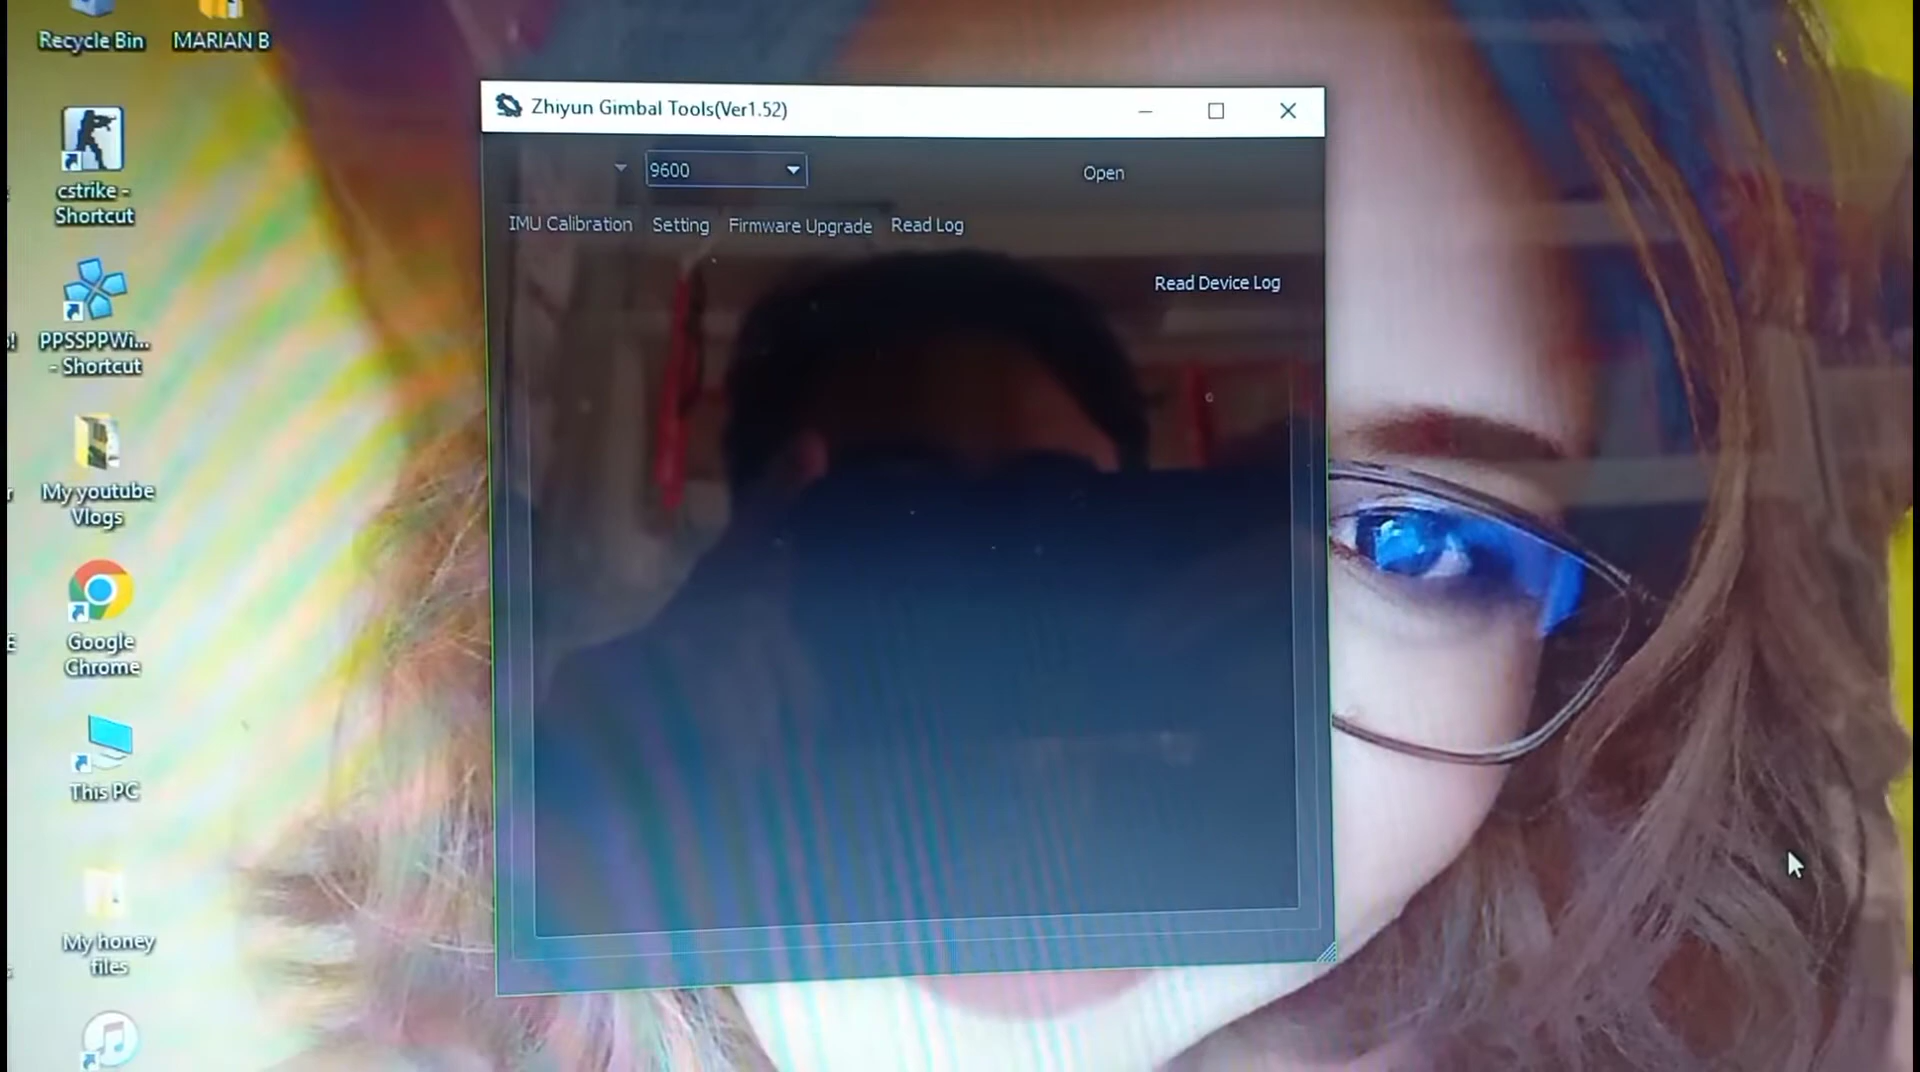 Recycle Bin
MARIAN B
cstrike -
Shortcut
PPSSPPWi...
- Shortcut
My youtube
Vlogs
Google
Chrome
This PC
My honey
files
Zhiyun Gimbal Tools(Ver1.52)
9600
Open
IMU Calibration
Setting
Firmware Upgrade
Read Log
Read Device Log